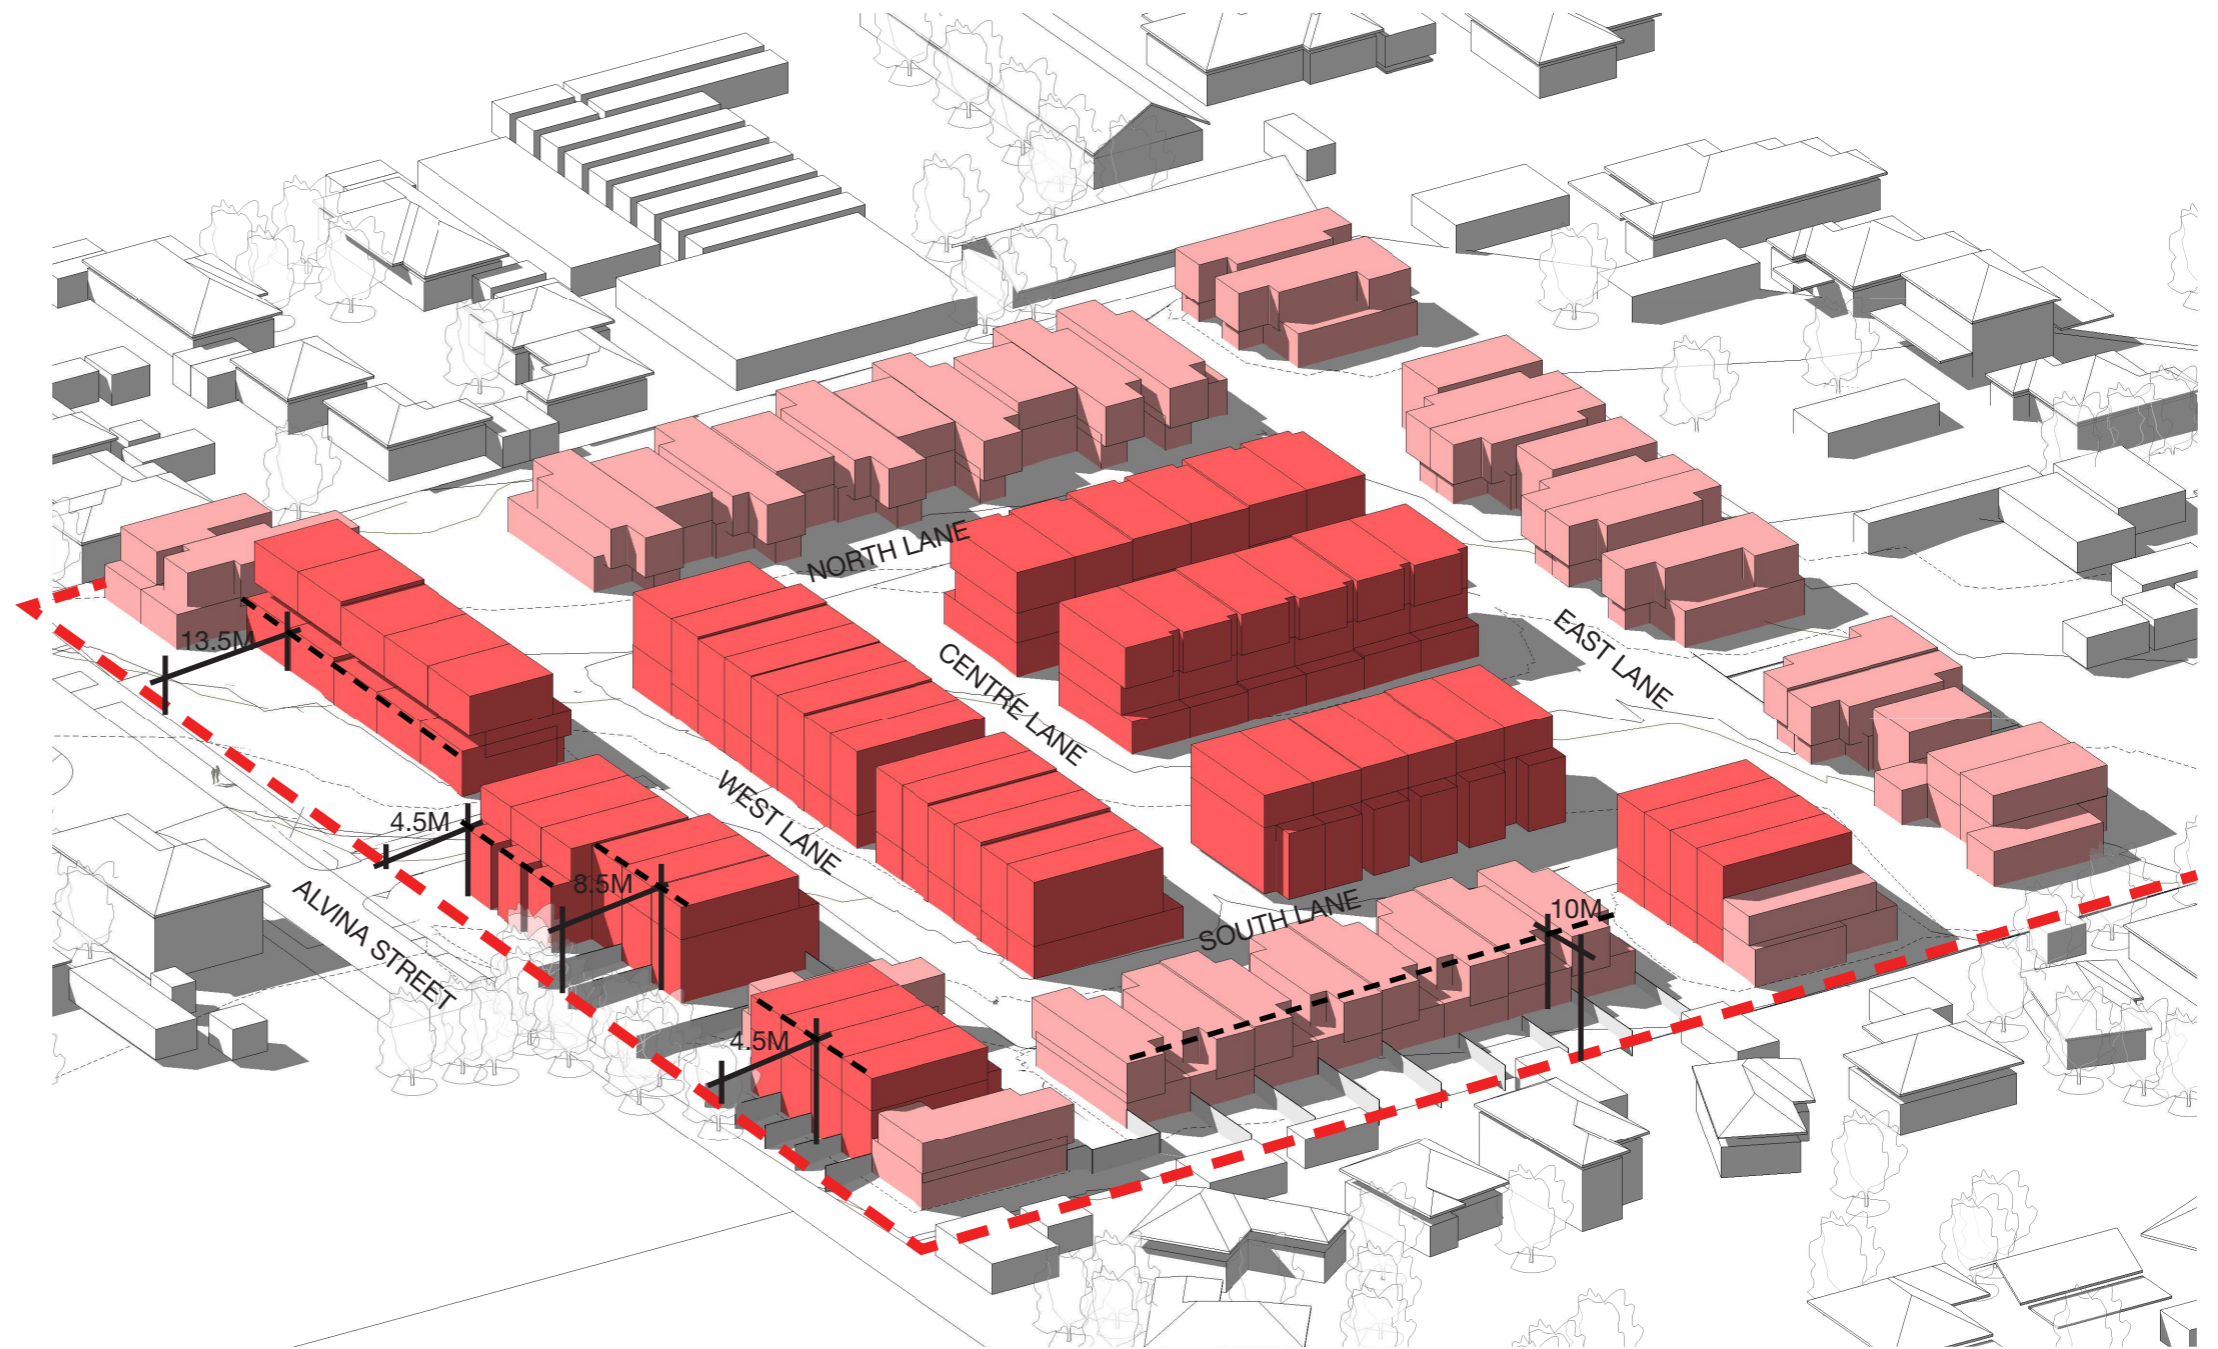 NORTH LANE
13.5M
EAST LANE
CENTRE LANE
WEST LANE
4.5M
8.5M
ALVINA STREET
SOUTH LANE
10M
4.5M